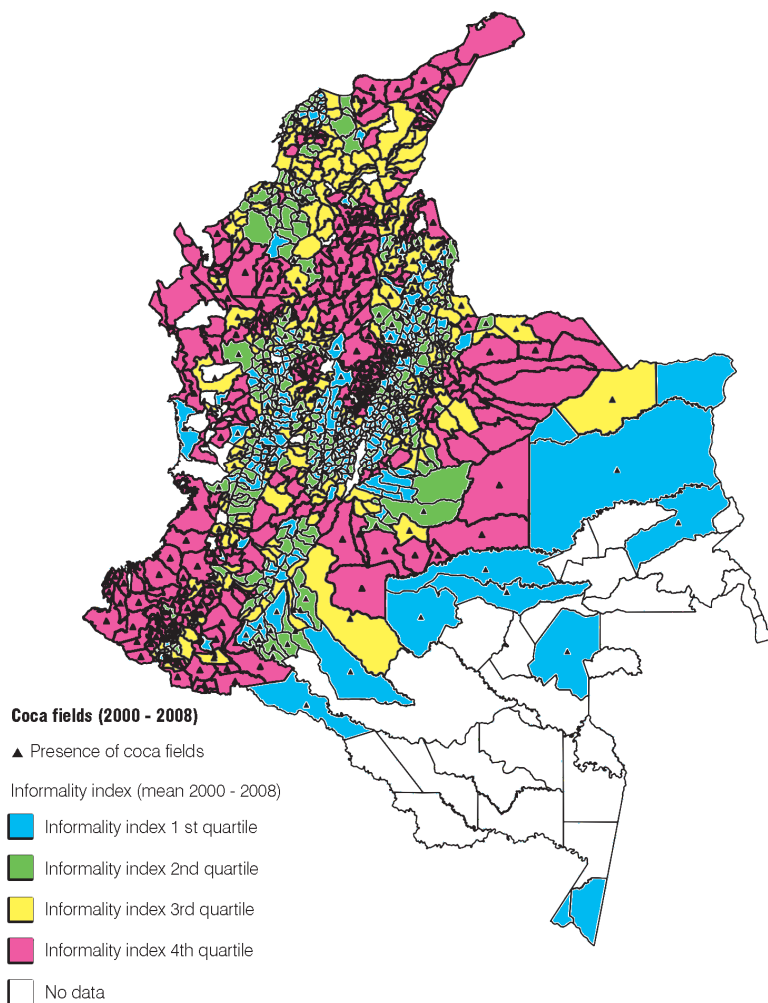 Coca fields (2000 - 2008)
Presence of coca fields
Informality index (mean 2000 - 2008)
Informality index 1 st quartile
Informality index 2nd quartile
Informality index 3rd quartile
Informality index 4th quartile
No data